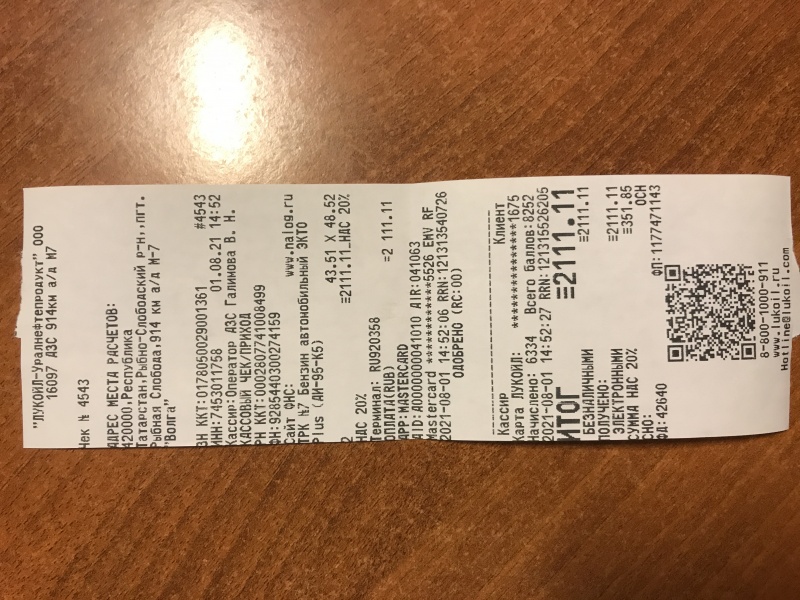 "ЛУКОЙЛ-Уралнефтепродукт" ООО
16097 АЗС 914км а/д М7
Чек № 4543
АДРЕС МЕСТА РАСЧЕТОВ:
420000,Республика
Татарстан,Рыбно-Слободский р-н,,пгт.
Рыбная Слобода,914 км а/д М-7
"Волга"
ЗН ККТ:0178050029001361 #4543
ИНН:7453011758 01.08.21 14:52
Кассир:Оператор АЗС Галимова В. Н.
КАССОВЫЙ ЧЕК/ПРИХОД
РН ККТ:0002807741008499
ФН:9285440300274159
Сайт ФНС: www.nalog.ru
ТРК №7 Бензин автомобильный ЭКТО
Plus (АИ-95-К5)
43.51 X 48.52
2 ≡2111.11_НДС 20%
НДС 20%
Терминал: RU920358
ОПЛАТА(RUB) =2 111.11
APP:MASTERCARD
AID:A0000000041010 AIR:041063
Mastercard ************5526 EMV RF
2021-08-01 14:52:06 RRN:121313540726
ОДОБРЕНО (RC:00)
Кассир Клиент
Карта ЛУКОЙЛ: **************1675
Начислено: 6334 Всего баллов:8252
2021-08-01 14:52:27 RRN:121315526205
ИТОГ ≡2111.11
БЕЗНАЛИЧНЫМИ ≡2111.11
ПОЛУЧЕНО:
ЭЛЕКТРОННЫМИ ≡2111.11
СУММА НДС 20% ≡351.85
СНО: ОСН
ФД: 42640 ФП:1177471143
8-800-1000-911
www.lukoil.ru
Hotline@lukoil.com